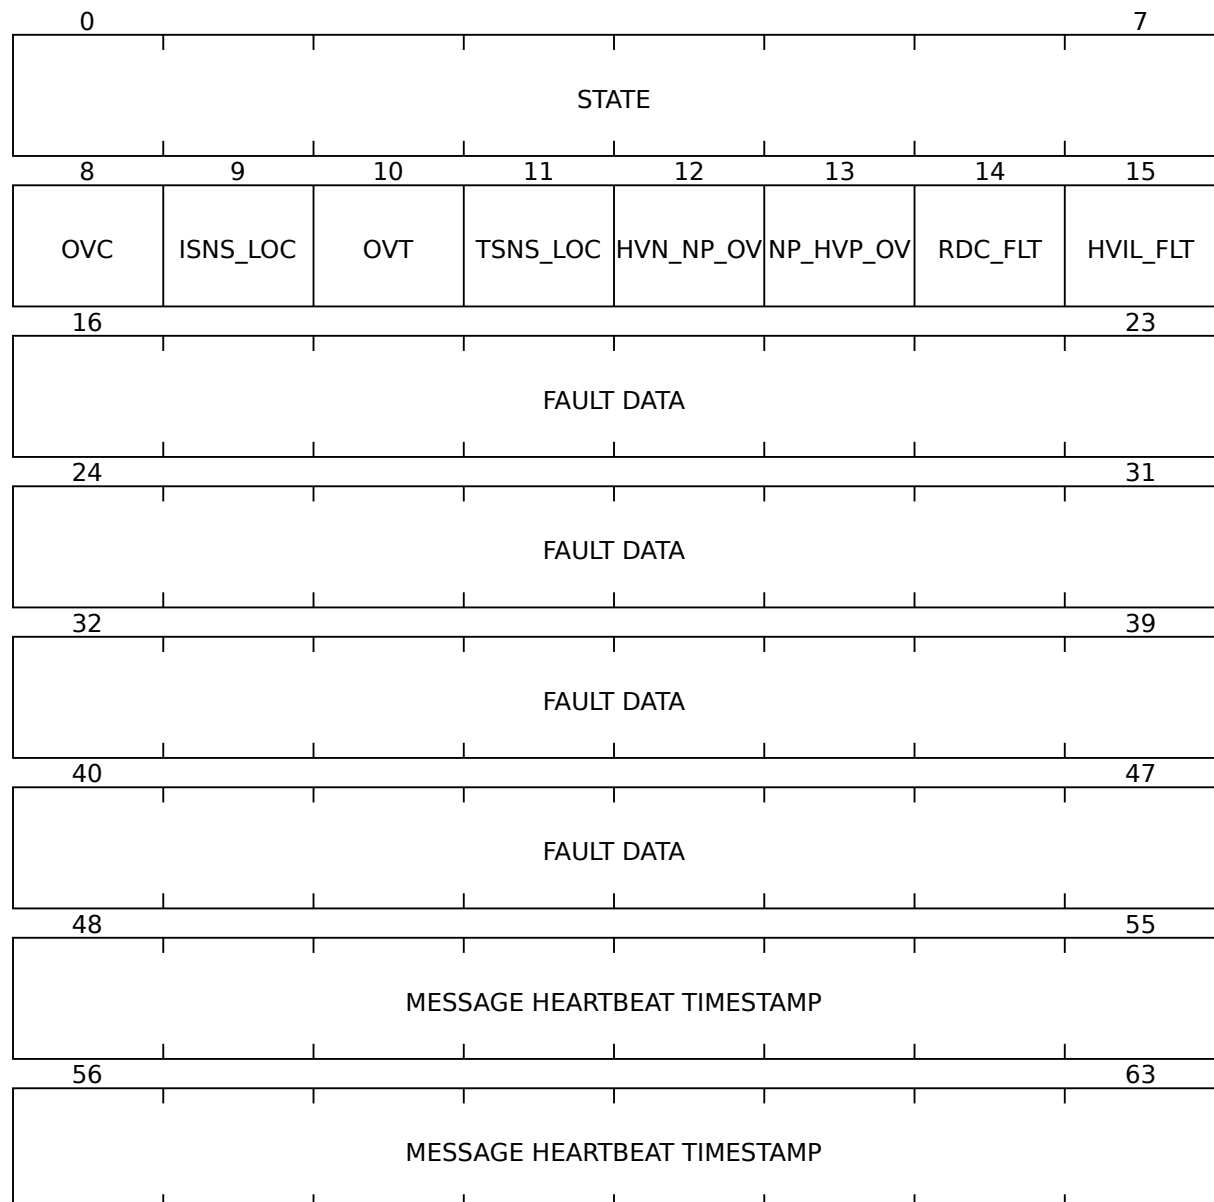 0 7
STATE
8 9 10 11 12 13 14 15
OVC ISNS_LOC OVT TSNS_LOC HVN_NP_OV NP_HVP_OV RDC_FLT HVIL_FLT
16 23
FAULT DATA
24 31
FAULT DATA
32 39
FAULT DATA
40 47
FAULT DATA
48 55
MESSAGE HEARTBEAT TIMESTAMP
56 63
MESSAGE HEARTBEAT TIMESTAMP